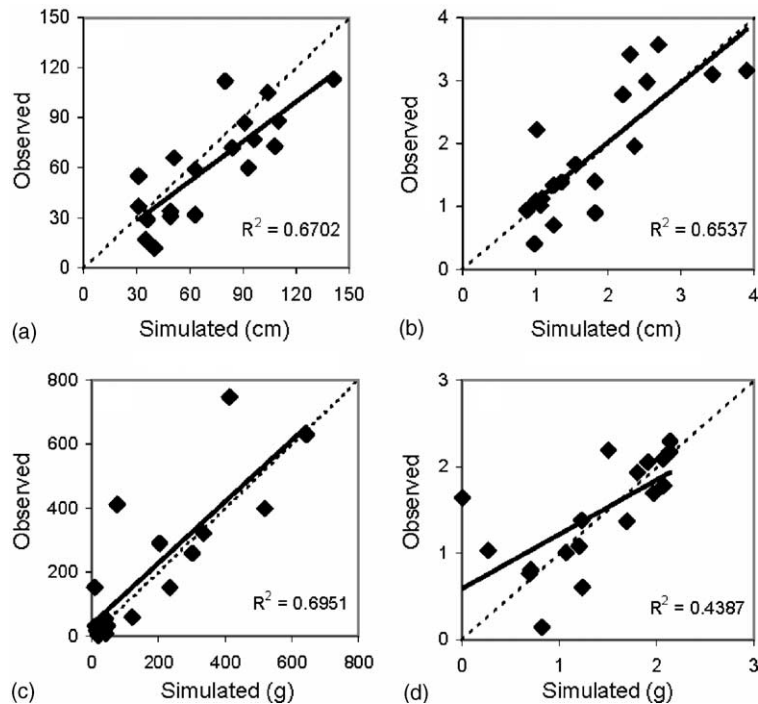 150
120
90
60
30
0
Observed
R² = 0.6702
0 30 60 90 120 150
(a) Simulated (cm)
4
3
2
1
0
Observed
R² = 0.6537
0 1 2 3 4
(b) Simulated (cm)
800
600
400
200
0
Observed
R² = 0.6951
0 200 400 600 800
(c) Simulated (g)
3
2
1
0
Observed
R² = 0.4387
0 1 2 3
(d) Simulated (g)